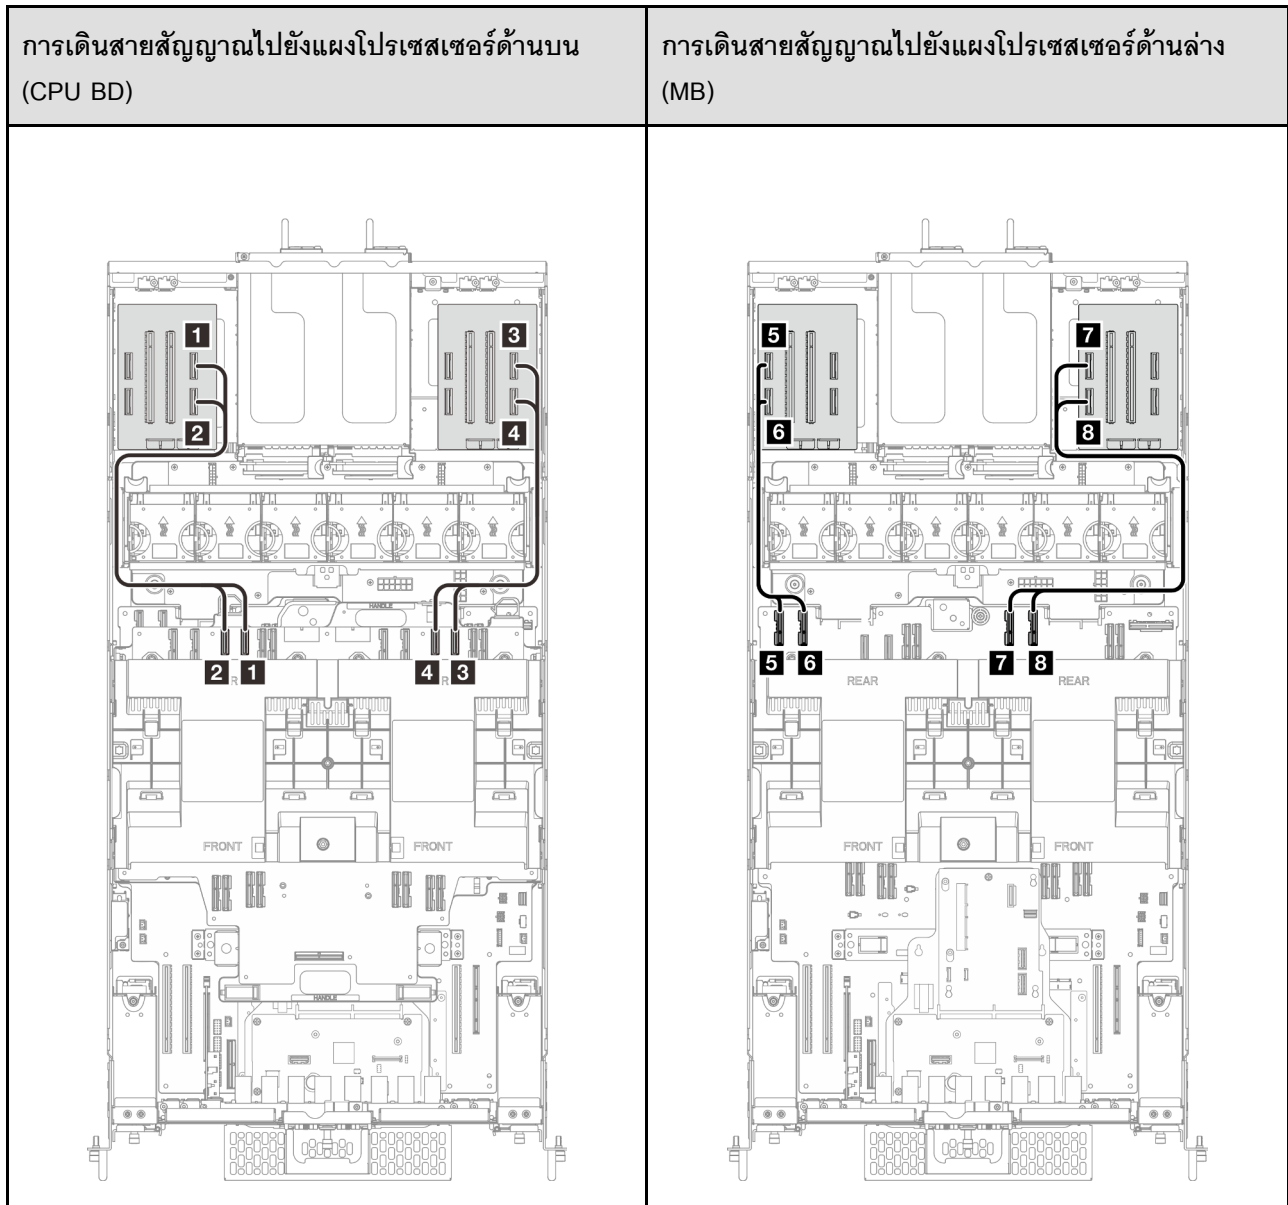 การเดินสายสัญญาณไปยังแผงโปรเซสเซอร์ด้านบน
(CPU BD)
การเดินสายสัญญาณไปยังแผงโปรเซสเซอร์ด้านล่าง
(MB)
1
3
2
4
HANDLE
2 1
4 3
R
FRONT
FRONT
HANDLE
5
7
6
8
5 6
7 8
REAR
REAR
FRONT
FRONT